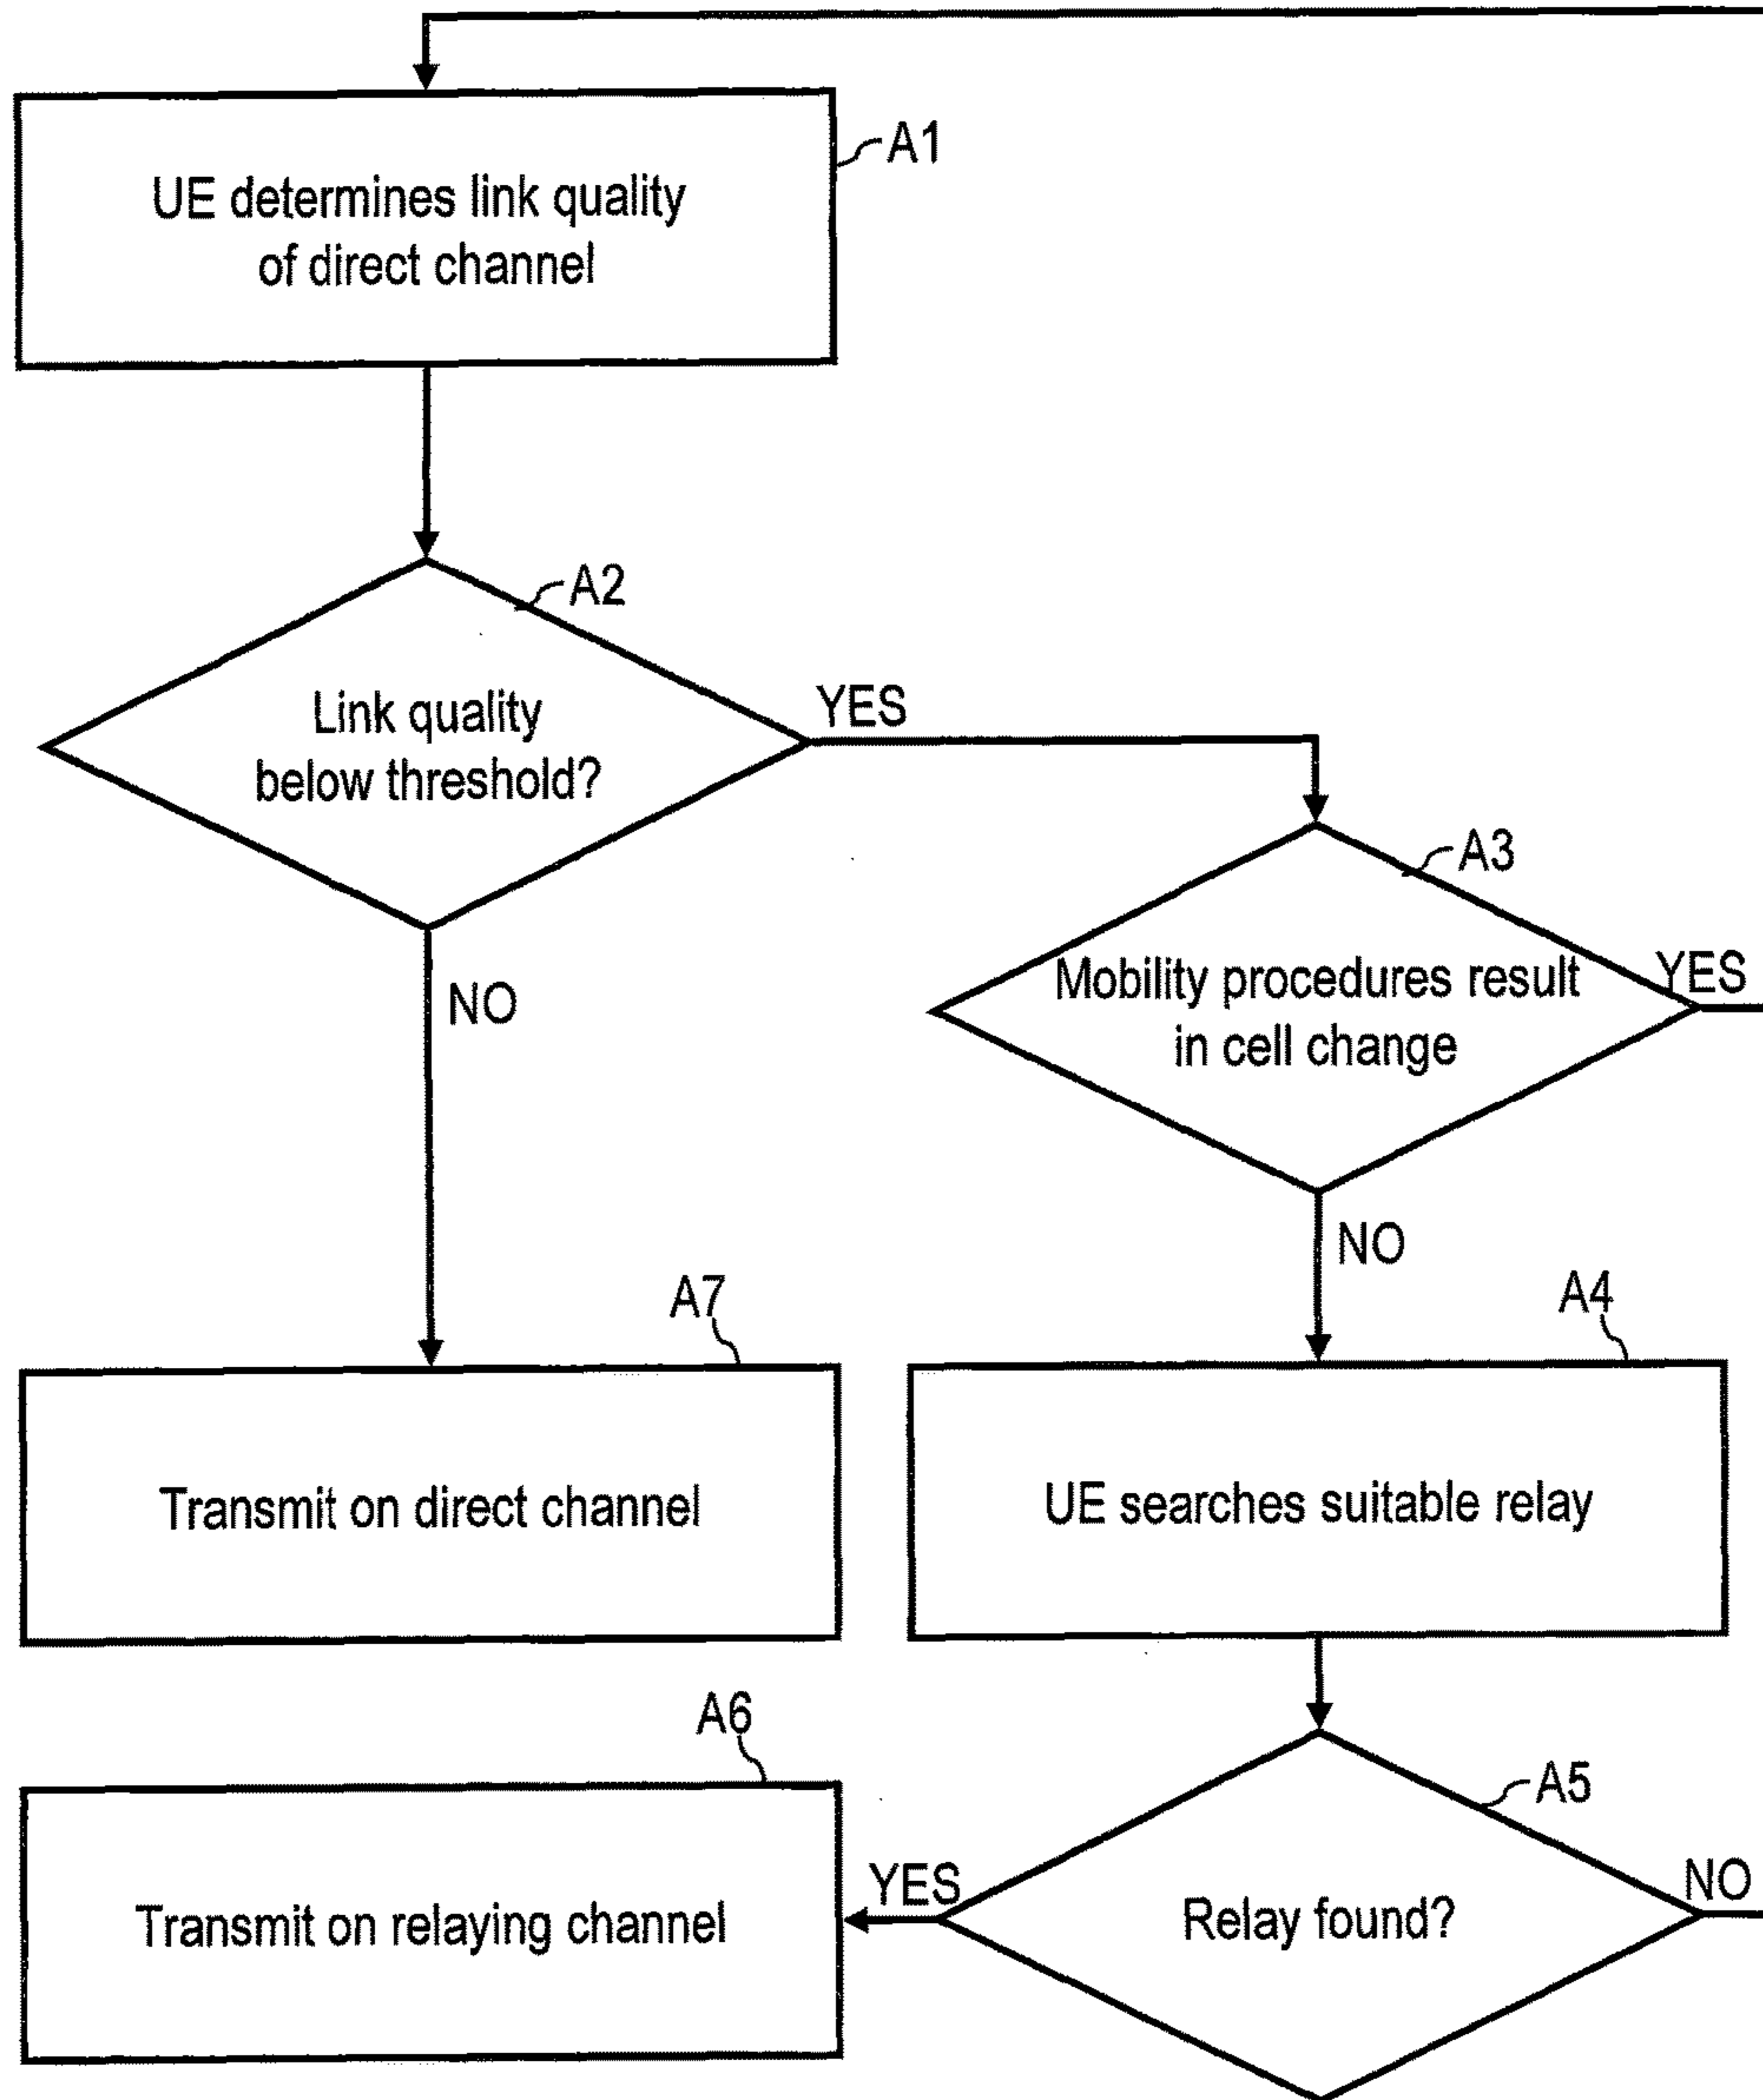 A1
UE determines link quality
of direct channel
A2
Link quality
below threshold?
YES
NO
A3
Mobility procedures result
in cell change
YES
NO
A7
Transmit on direct channel
A4
UE searches suitable relay
A6
Transmit on relaying channel
YES
A5
Relay found?
NO